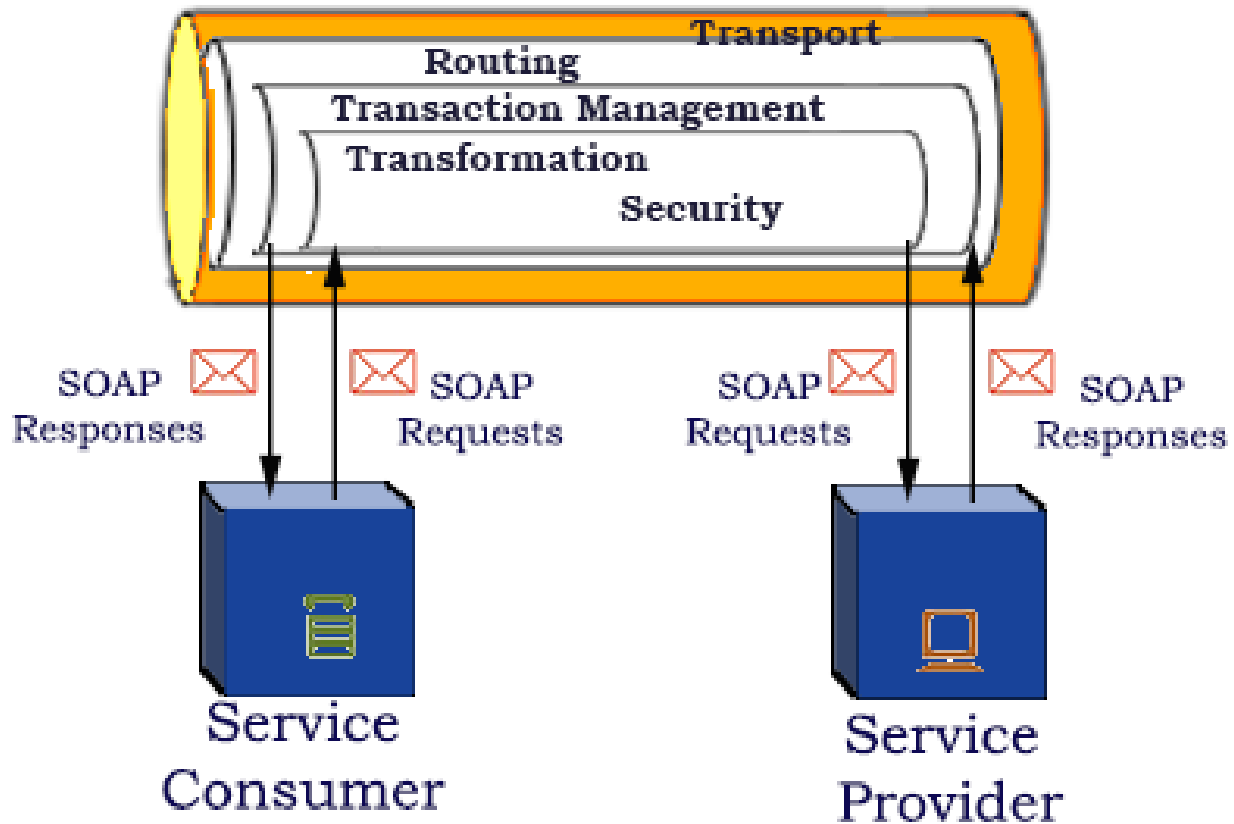 Transport
Routing
Transaction Management
Transformation
Security
SOAP
Responses
SOAP
Requests
SOAP
Requests
SOAP
Responses
Service
Consumer
Service
Provider